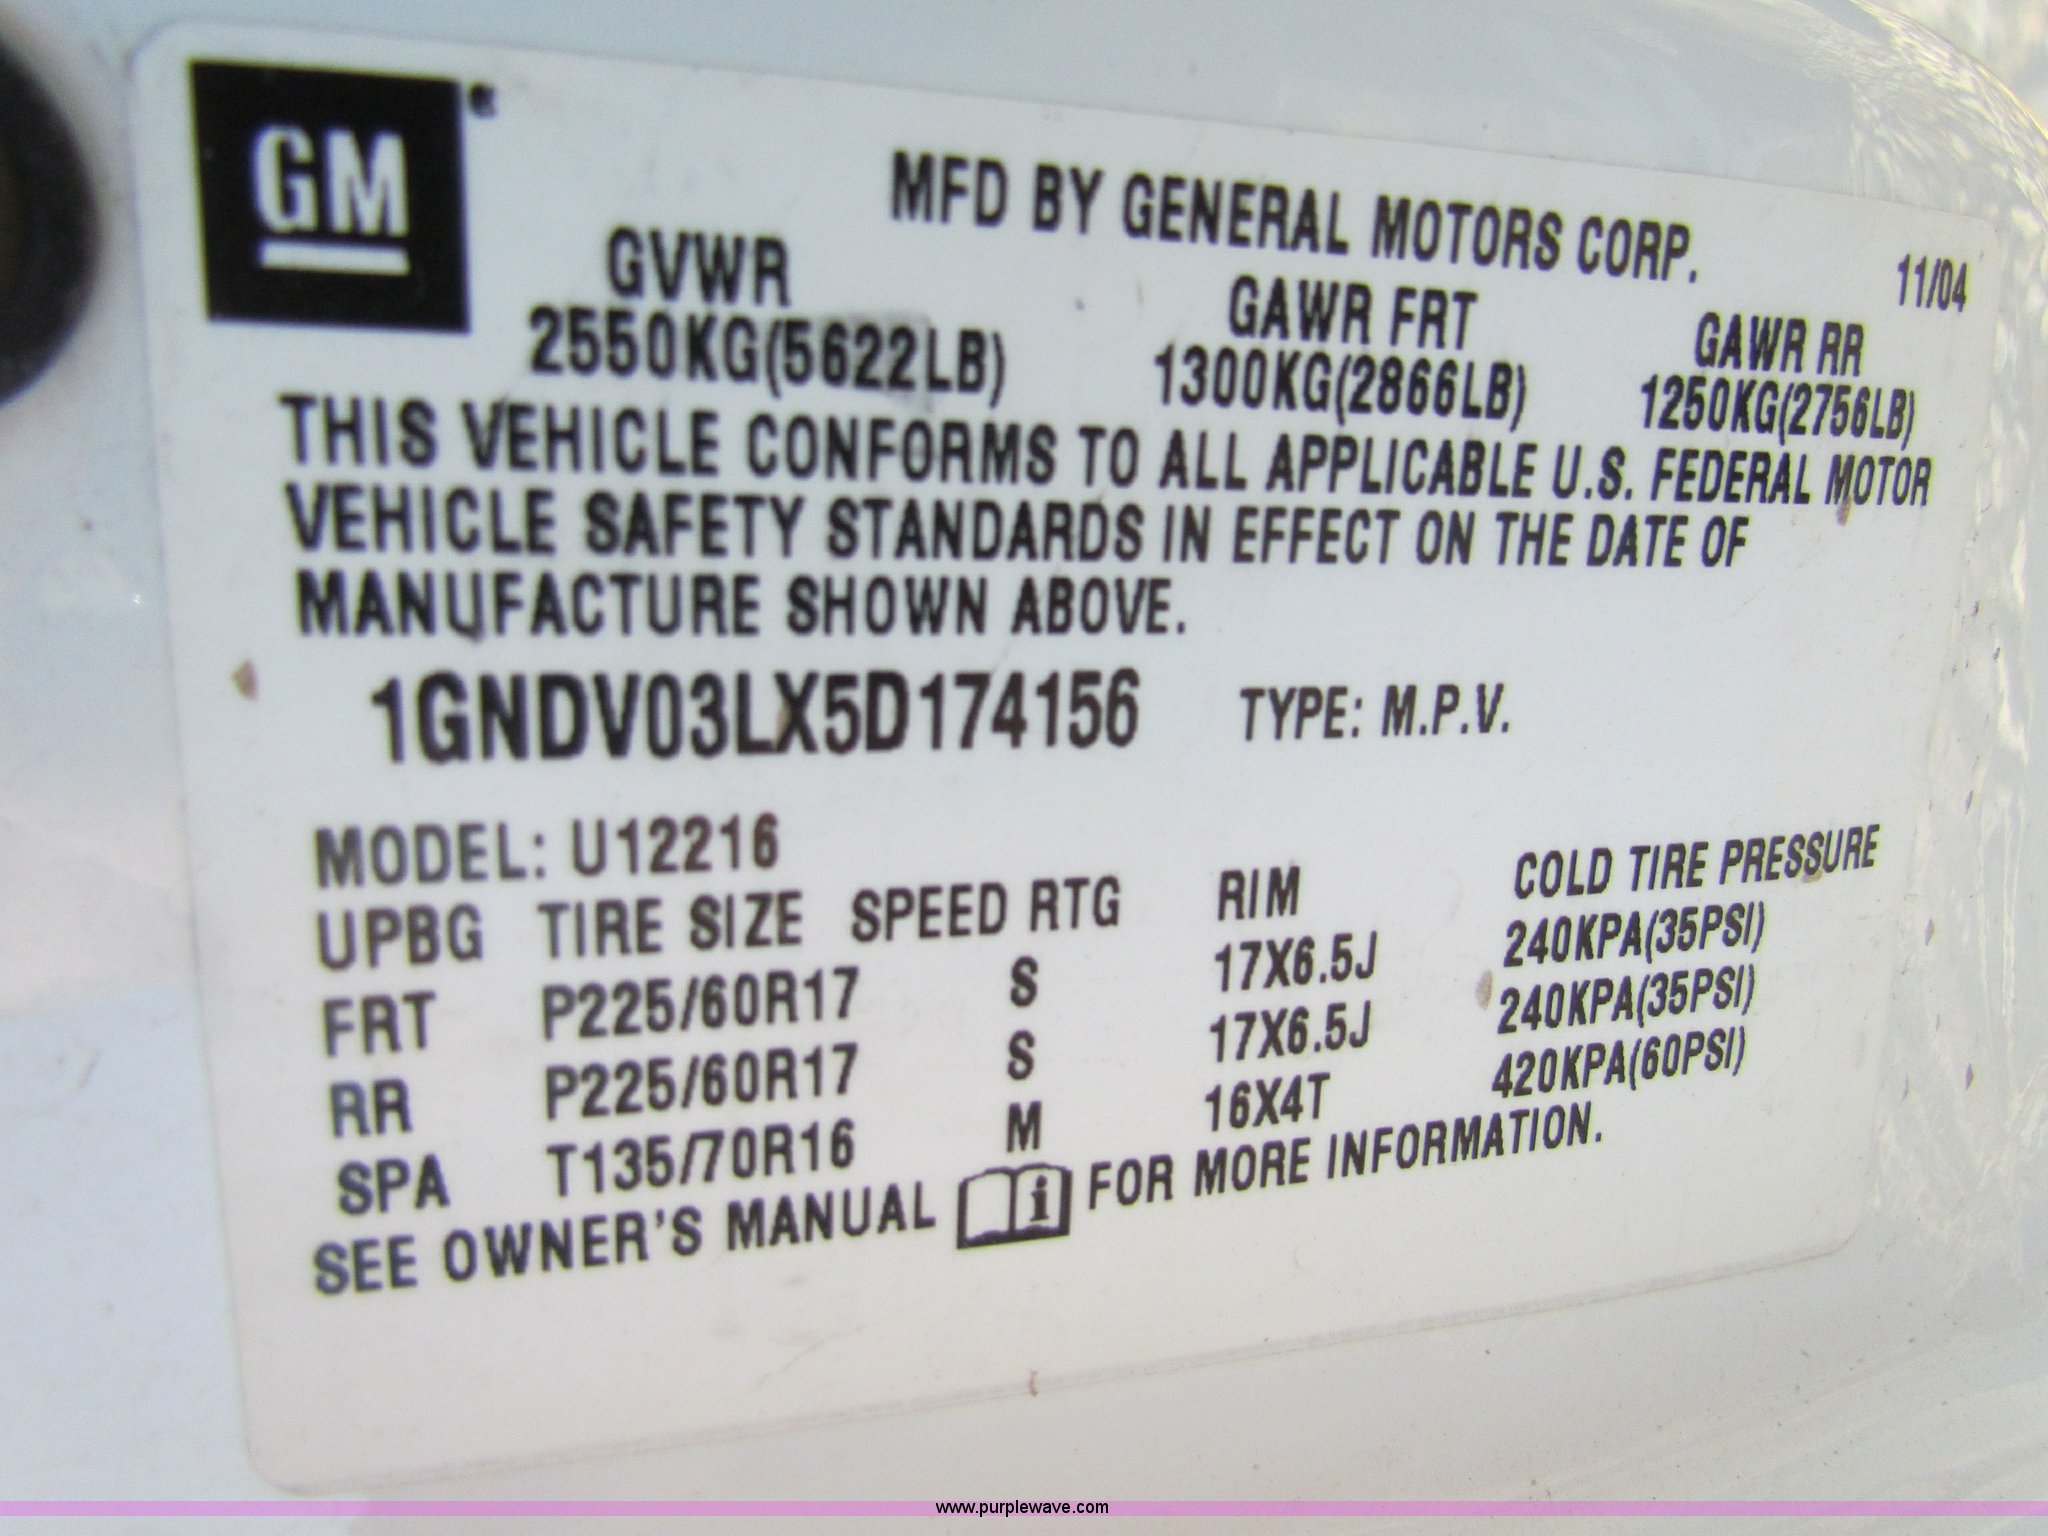 GM
MFD BY GENERAL MOTORS CORP.
11/04
GVWR GAWR FRT GAWR RR
2550KG(5622LB) 1300KG(2866LB) 1250KG(2756LB)
THIS VEHICLE CONFORMS TO ALL APPLICABLE U.S. FEDERAL MOTOR
VEHICLE SAFETY STANDARDS IN EFFECT ON THE DATE OF
MANUFACTURE SHOWN ABOVE.
1GNDV03LX5D174156 TYPE: M.P.V.
MODEL: U12216
UPBG TIRE SIZE SPEED RTG RIM COLD TIRE PRESSURE
FRT P225/60R17 S 17X6.5J 240KPA(35PSI)
RR P225/60R17 S 17X6.5J 240KPA(35PSI)
SPA T135/70R16 M 16X4T 420KPA(60PSI)
SEE OWNER'S MANUAL i FOR MORE INFORMATION.
www.purplewave.com